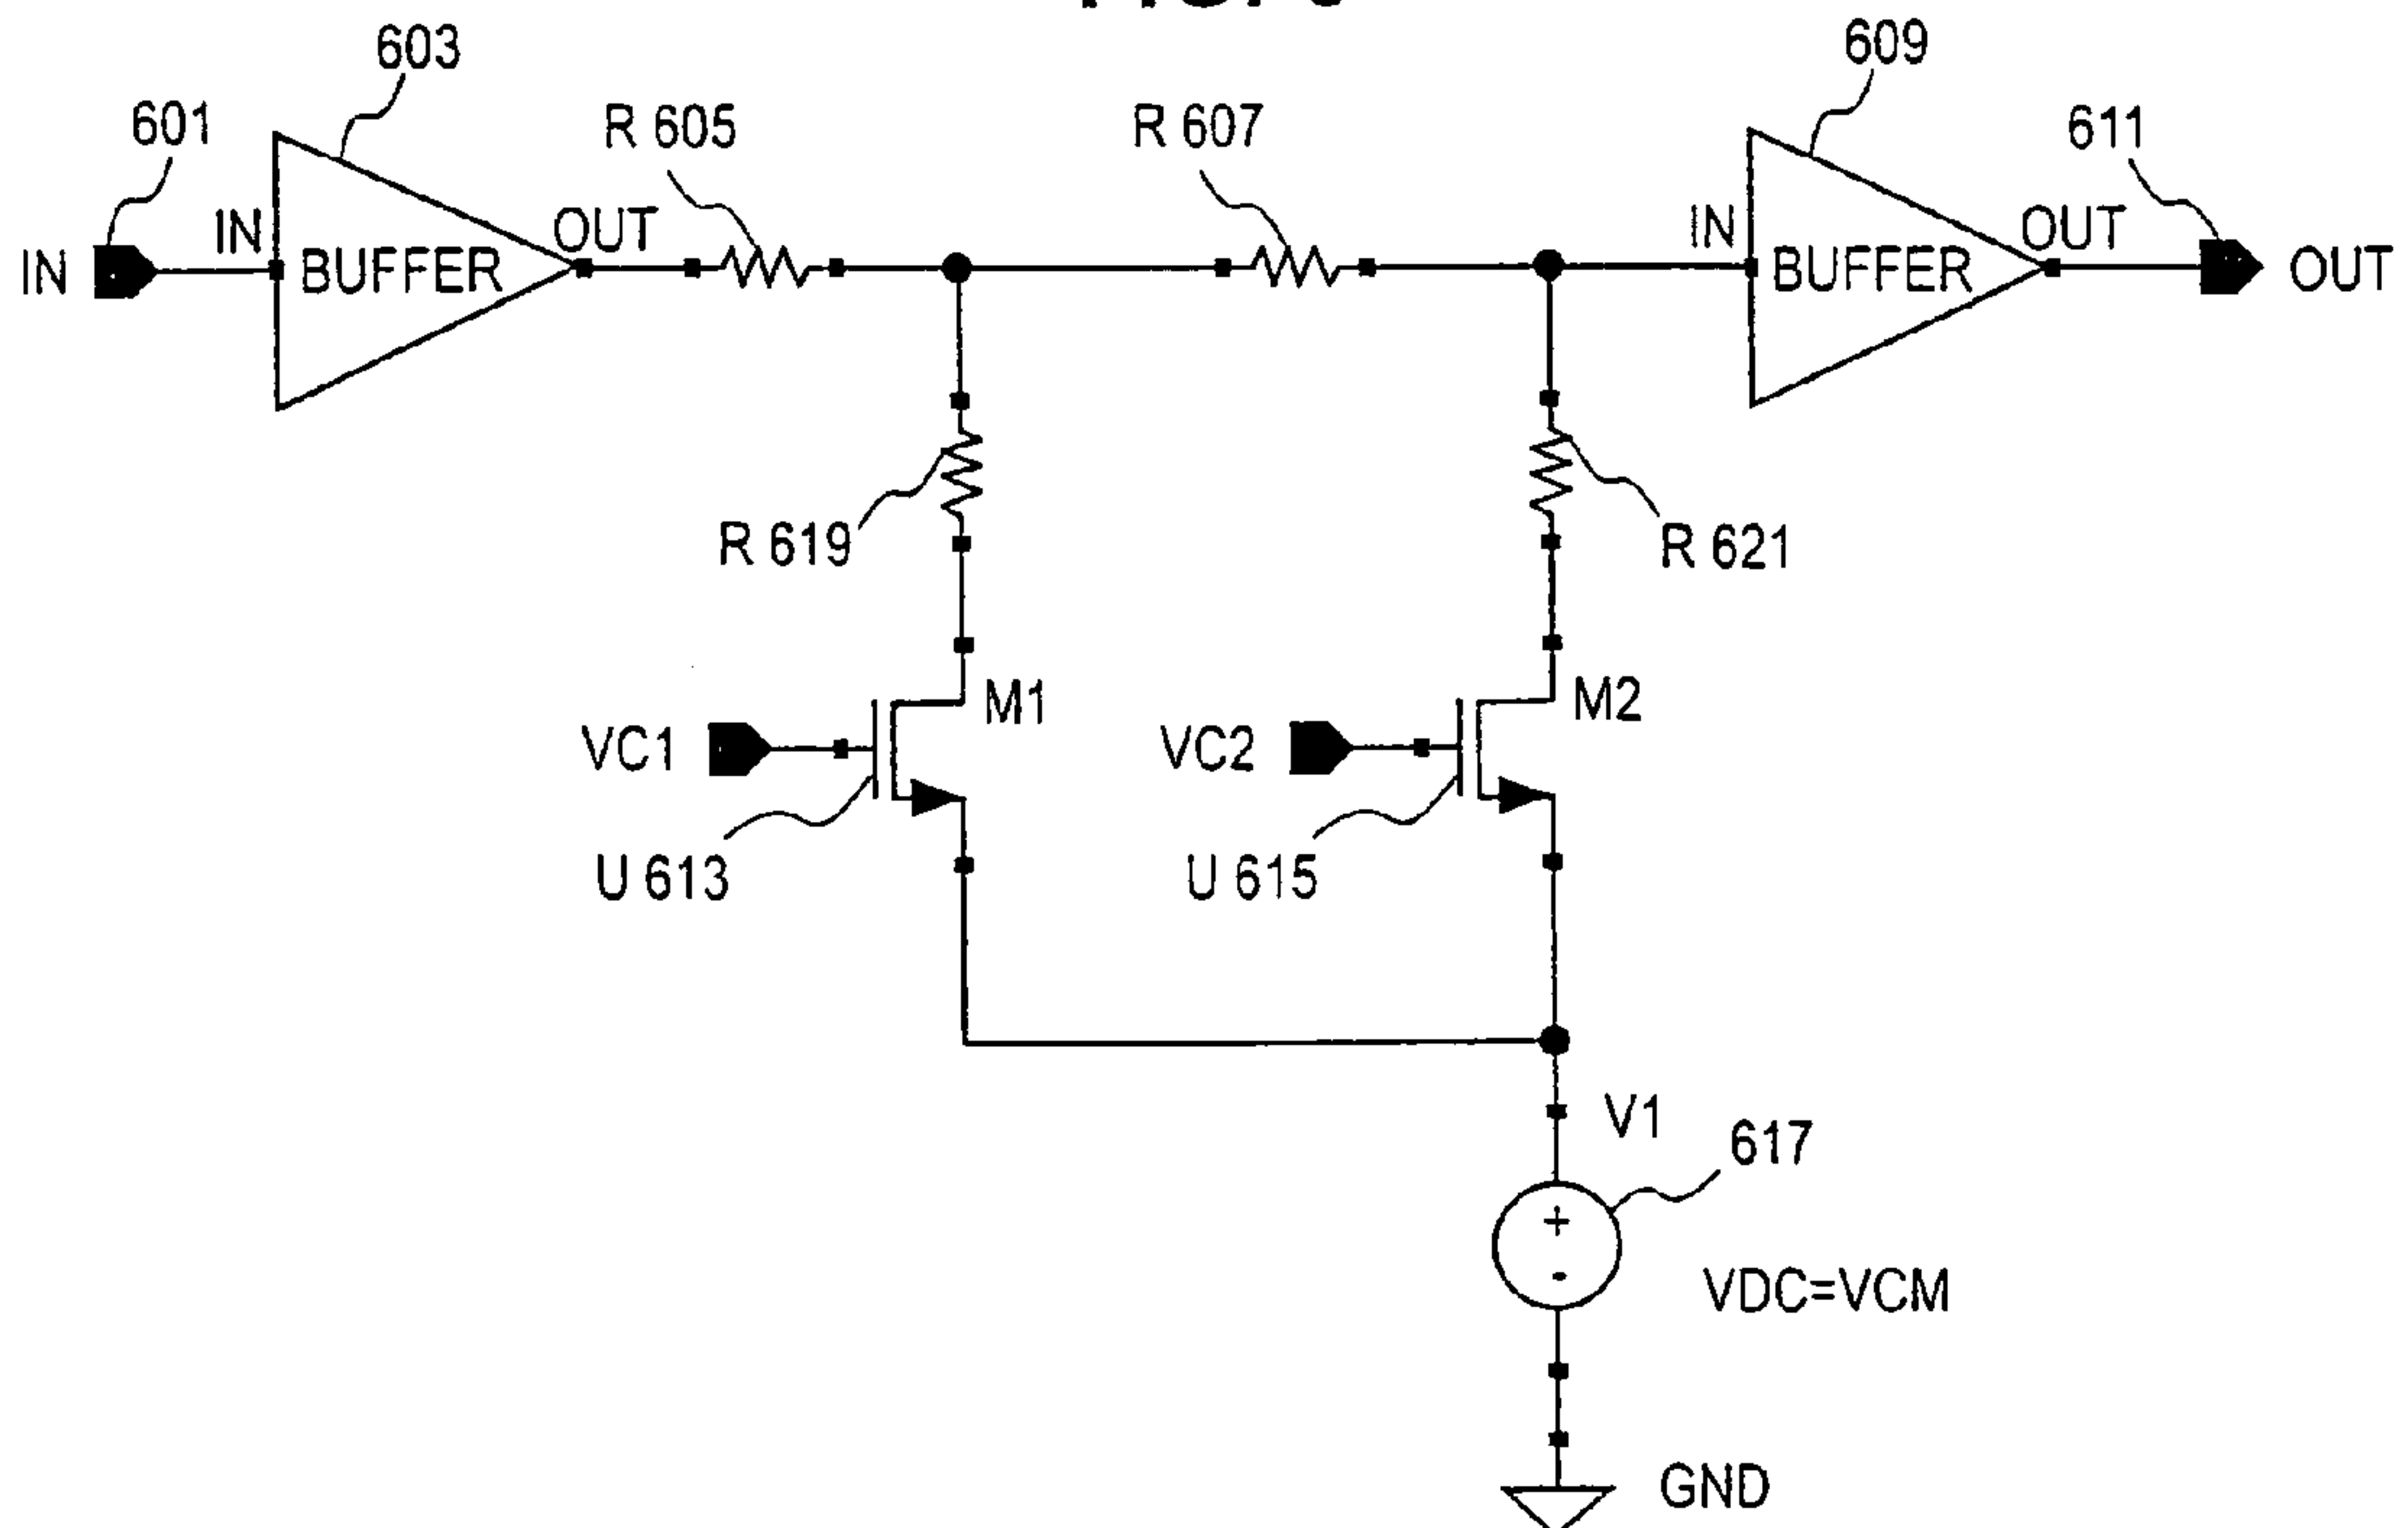 603
609
601
R 605
R 607
611
IN
IN
BUFFER
OUT
IN
BUFFER
OUT
OUT
R 619
R 621
M1
M2
VC1
VC2
U 613
U 615
V1
617
+
-
VDC=VCM
GND